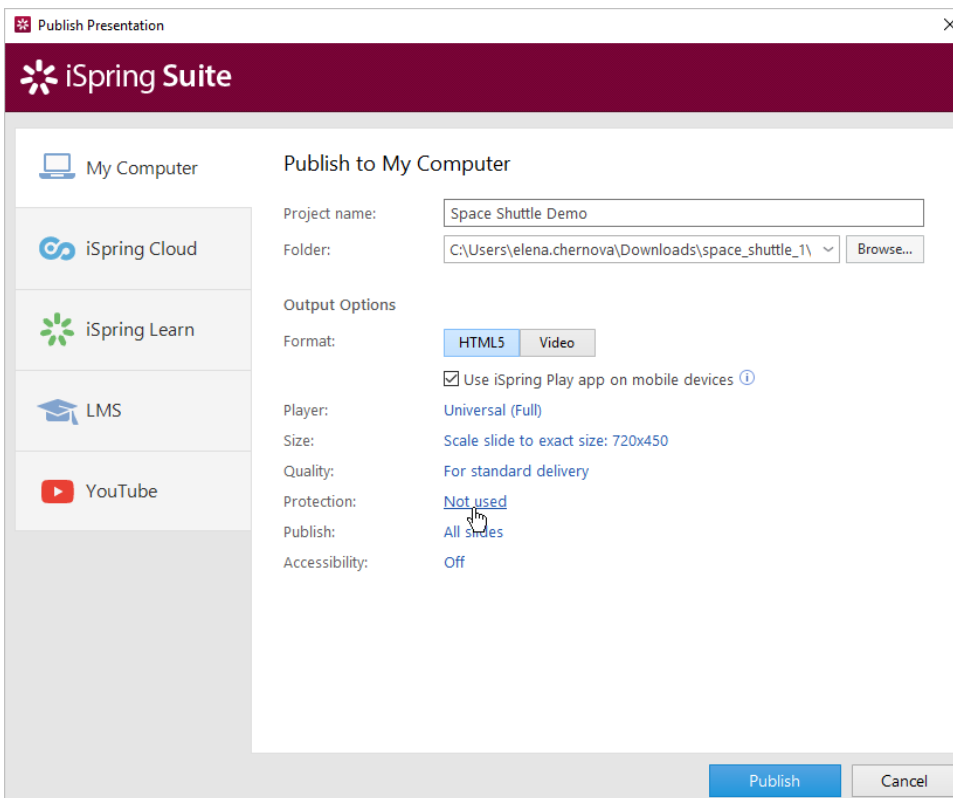 Publish Presentation
iSpring Suite
My Computer
iSpring Cloud
iSpring Learn
LMS
YouTube
Publish to My Computer
Project name: Space Shuttle Demo
Folder: C:\Users\elena.chernova\Downloads\space_shuttle_1\ Browse...
Output Options
Format: HTML5 Video
Use iSpring Play app on mobile devices
Player: Universal (Full)
Size: Scale slide to exact size: 720x450
Quality: For standard delivery
Protection: Not used
Publish: All slides
Accessibility: Off
Publish Cancel